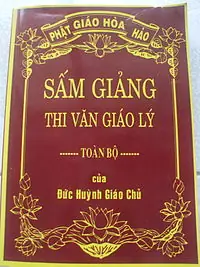 PHẬT GIÁO HÒA HẢO
SẤM GIẢNG
THI VĂN GIÁO LÝ
------- TOÀN BỘ -------
của
Đức Huỳnh Giáo Chủ